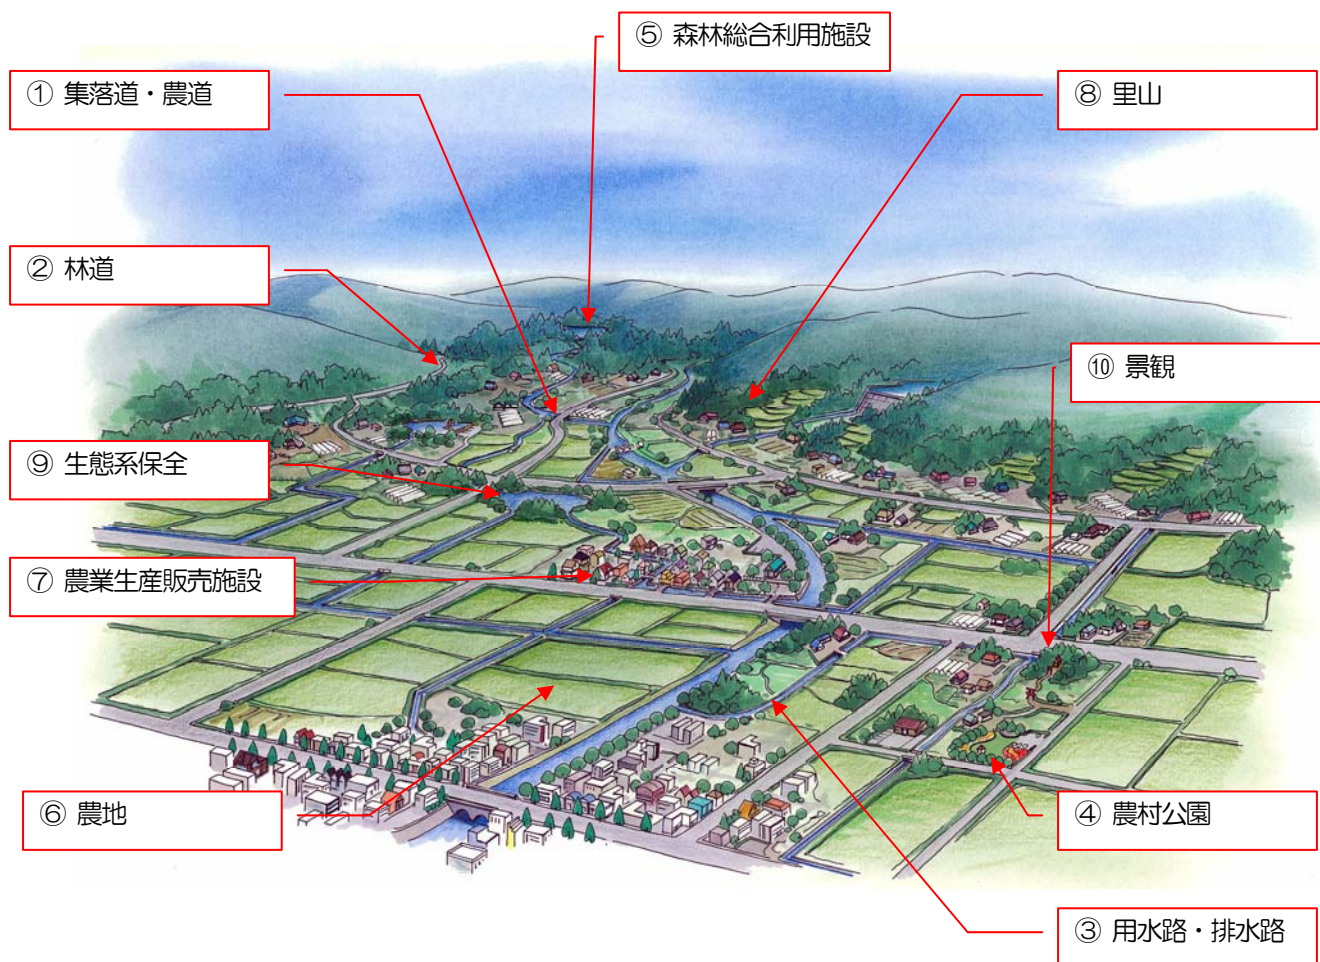 ⑤ 森林総合利用施設
① 集落道・農道
⑧ 里山
② 林道
⑩ 景観
⑨ 生態系保全
⑦ 農業生産販売施設
⑥ 農地
④ 農村公園
③ 用水路・排水路